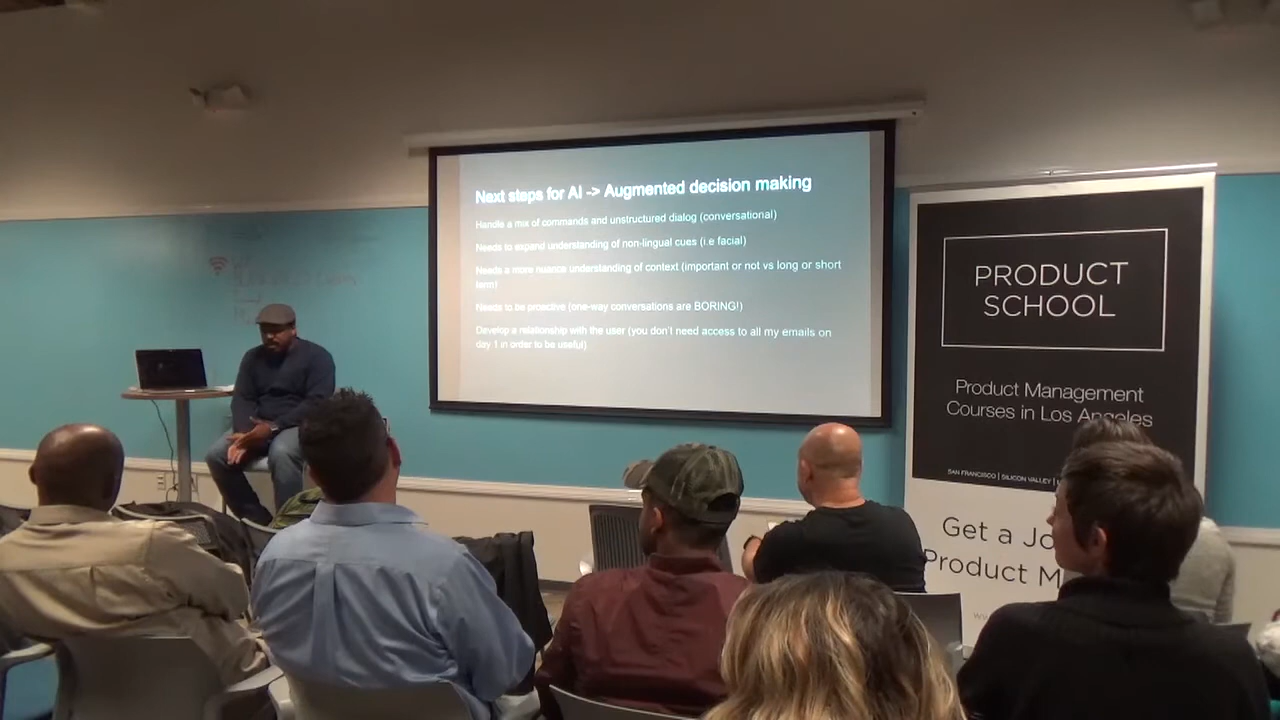 Next steps for AI -> Augmented decision making
Handle a mix of commands and unstructured dialog (conversational)
Needs to expand understanding of non-lingual cues (i.e facial)
Needs a more nuance understanding of context (important or not vs long or short
term)
Needs to be proactive (one-way conversations are BORING!)
Develop a relationship with the user (you don't need access to all my emails on
day 1 in order to be useful)
PRODUCT
SCHOOL
Product Management
Courses in Los Angeles
SAN FRANCISCO | SILICON VALLEY |
Get a Jo
Product M